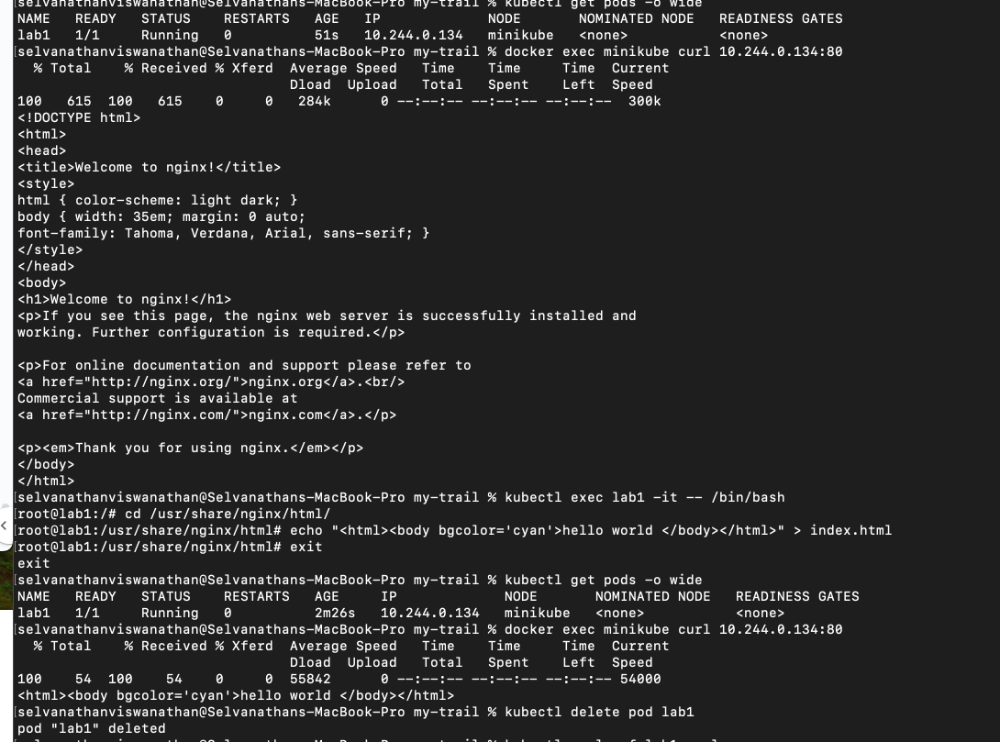 [selvanathanviswanathan@Selvanathans-MacBook-Pro my-trail % kubectl get pods -o wide
NAME   READY   STATUS    RESTARTS   AGE   IP             NODE       NOMINATED NODE   READINESS GATES
lab1   1/1     Running   0          51s   10.244.0.134   minikube   <none>           <none>
[selvanathanviswanathan@Selvanathans-MacBook-Pro my-trail % docker exec minikube curl 10.244.0.134:80
  % Total    % Received % Xferd  Average Speed   Time    Time     Time  Current
                                 Dload  Upload   Total   Spent    Left  Speed
100   615  100   615    0     0   284k      0 --:--:-- --:--:-- --:--:--  300k
<!DOCTYPE html>
<html>
<head>
<title>Welcome to nginx!</title>
<style>
html { color-scheme: light dark; }
body { width: 35em; margin: 0 auto;
font-family: Tahoma, Verdana, Arial, sans-serif; }
</style>
</head>
<body>
<h1>Welcome to nginx!</h1>
<p>If you see this page, the nginx web server is successfully installed and
working. Further configuration is required.</p>

<p>For online documentation and support please refer to
<a href="http://nginx.org/">nginx.org</a>.<br/>
Commercial support is available at
<a href="http://nginx.com/">nginx.com</a>.</p>

<p><em>Thank you for using nginx.</em></p>
</body>
</html>
[selvanathanviswanathan@Selvanathans-MacBook-Pro my-trail % kubectl exec lab1 -it -- /bin/bash
[root@lab1:/# cd /usr/share/nginx/html/
[root@lab1:/usr/share/nginx/html# echo "<html><body bgcolor='cyan'>hello world </body></html>" > index.html
[root@lab1:/usr/share/nginx/html# exit
exit
[selvanathanviswanathan@Selvanathans-MacBook-Pro my-trail % kubectl get pods -o wide
NAME   READY   STATUS    RESTARTS   AGE     IP             NODE       NOMINATED NODE   READINESS GATES
lab1   1/1     Running   0          2m26s   10.244.0.134   minikube   <none>           <none>
[selvanathanviswanathan@Selvanathans-MacBook-Pro my-trail % docker exec minikube curl 10.244.0.134:80
  % Total    % Received % Xferd  Average Speed   Time    Time     Time  Current
                                 Dload  Upload   Total   Spent    Left  Speed
100    54  100    54    0     0  55842      0 --:--:-- --:--:-- --:--:-- 54000
<html><body bgcolor='cyan'>hello world </body></html>
[selvanathanviswanathan@Selvanathans-MacBook-Pro my-trail % kubectl delete pod lab1
pod "lab1" deleted